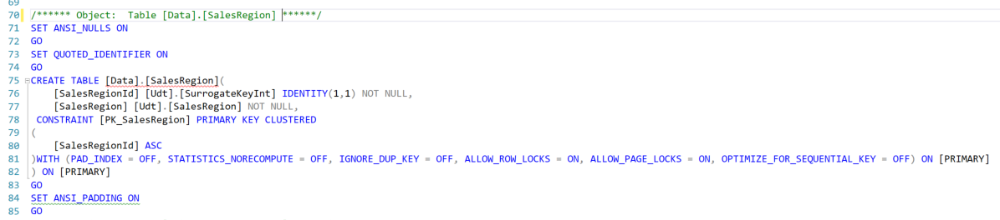 69
70 /****** Object:  Table [Data].[SalesRegion] ******/
71 SET ANSI_NULLS ON
72 GO
73 SET QUOTED_IDENTIFIER ON
74 GO
75 CREATE TABLE [Data].[SalesRegion](
76     [SalesRegionId] [Udt].[SurrogateKeyInt] IDENTITY(1,1) NOT NULL,
77     [SalesRegion] [Udt].[SalesRegion] NOT NULL,
78  CONSTRAINT [PK_SalesRegion] PRIMARY KEY CLUSTERED
79 (
80     [SalesRegionId] ASC
81 )WITH (PAD_INDEX = OFF, STATISTICS_NORECOMPUTE = OFF, IGNORE_DUP_KEY = OFF, ALLOW_ROW_LOCKS = ON, ALLOW_PAGE_LOCKS = ON, OPTIMIZE_FOR_SEQUENTIAL_KEY = OFF) ON [PRIMARY]
82 ) ON [PRIMARY]
83 GO
84 SET ANSI_PADDING ON
85 GO